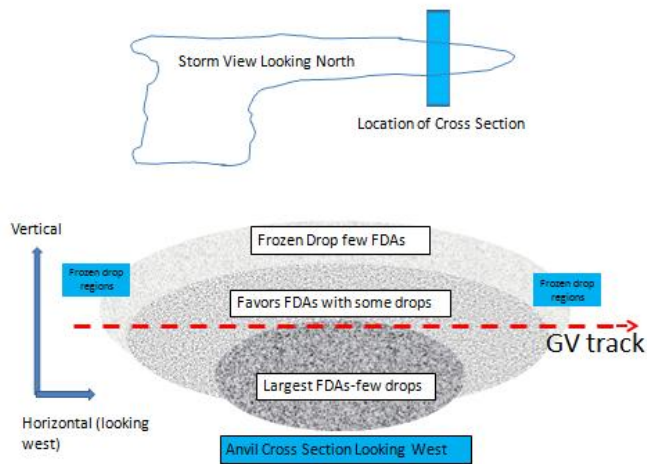 Storm View Looking North
Location of Cross Section
Vertical
Frozen Drop few FDAs
Frozen drop
regions
Frozen drop
regions
Favors FDAs with some drops
GV track
Largest FDAs-few drops
Horizontal (looking
west)
Anvil Cross Section Looking West